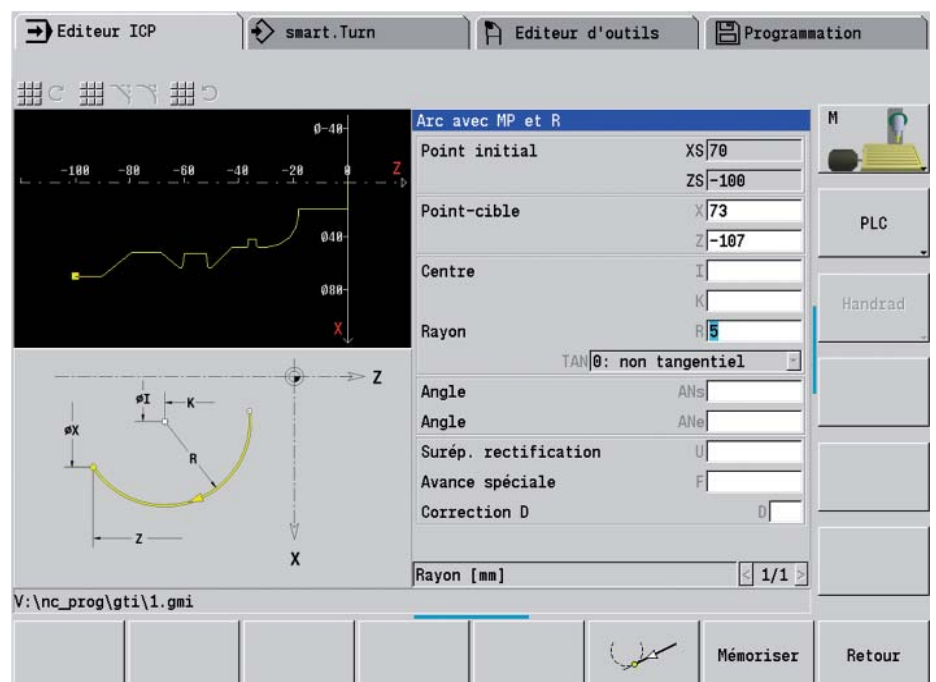 Editeur ICP
smart.Turn
Editeur d'outils
Programmation
Arc avec MP et R
Ø-40
-100 -80 -60 -40 -20 0 Z
Ø40
Ø80
X
Point initial XS 70
ZS -100
Point-cible X 73
Z -107
Centre I
K
Rayon R 5
TAN 0: non tangentiel
Angle ANs
Angle ANe
Surép. rectification U
Avance spéciale F
Correction D D
Rayon [mm] < 1/1 >
Z
øI K
øX
R
Z
X
M
PLC
Handrad
V:\nc_prog\gti\1.gmi
Mémoriser
Retour